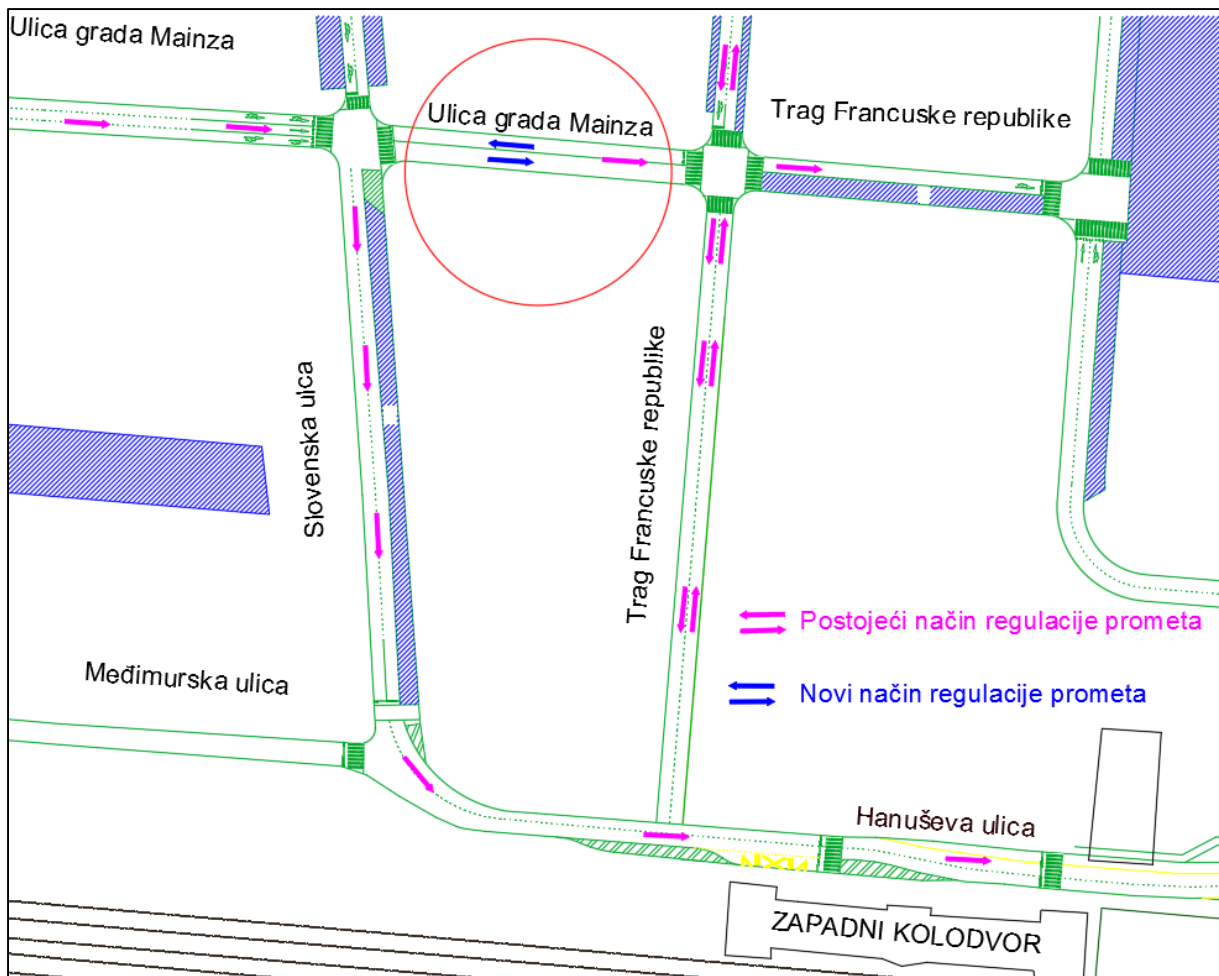 Ulica grada Mainza
Ulica grada Mainza
Trag Francuske republike
Slovenska ulca
Trag Francuske republike
Postojeći način regulacije prometa
Međimurska ulica
Novi način regulacije prometa
Hanuševa ulica
ZAPADNI KOLODVOR